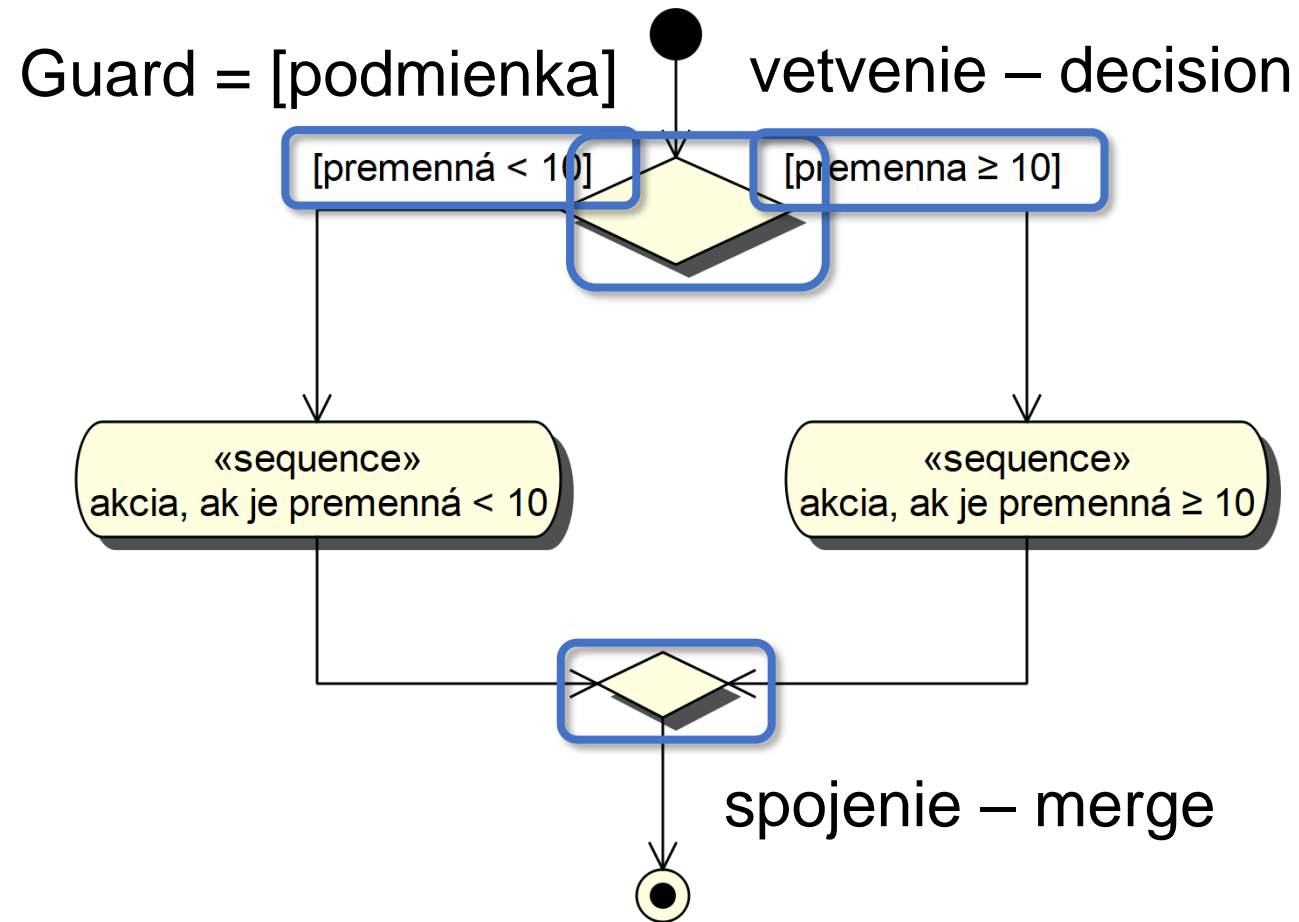 Guard = [podmienka]
vetvenie – decision
[premenná < 10]
[premenna ≥ 10]
«sequence»
akcia, ak je premenná < 10
«sequence»
akcia, ak je premenná ≥ 10
spojenie – merge